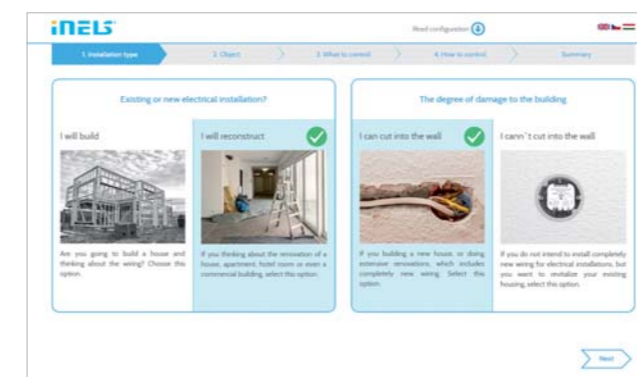 iNELS
Read configuration
1. Installation type
2. Object
3. What to control
4. How to control
Summary
Existing or new electrical installation?
I will build
I will reconstruct
Are you going to build a house and
thinking about the wiring? Choose this
option.
If you thinking about the renovation of a
house, apartment, hotel room or even a
commercial building, select this option.
The degree of damage to the building
I can cut into the wall
I cann`t cut into the wall
If you building a new house, or doing
extensive renovations, which includes
completely new wiring. Select this
option.
If you do not intend to install completely
new wiring for electrical installations, but
you want to revitalize your existing
housing, select this option.
Next